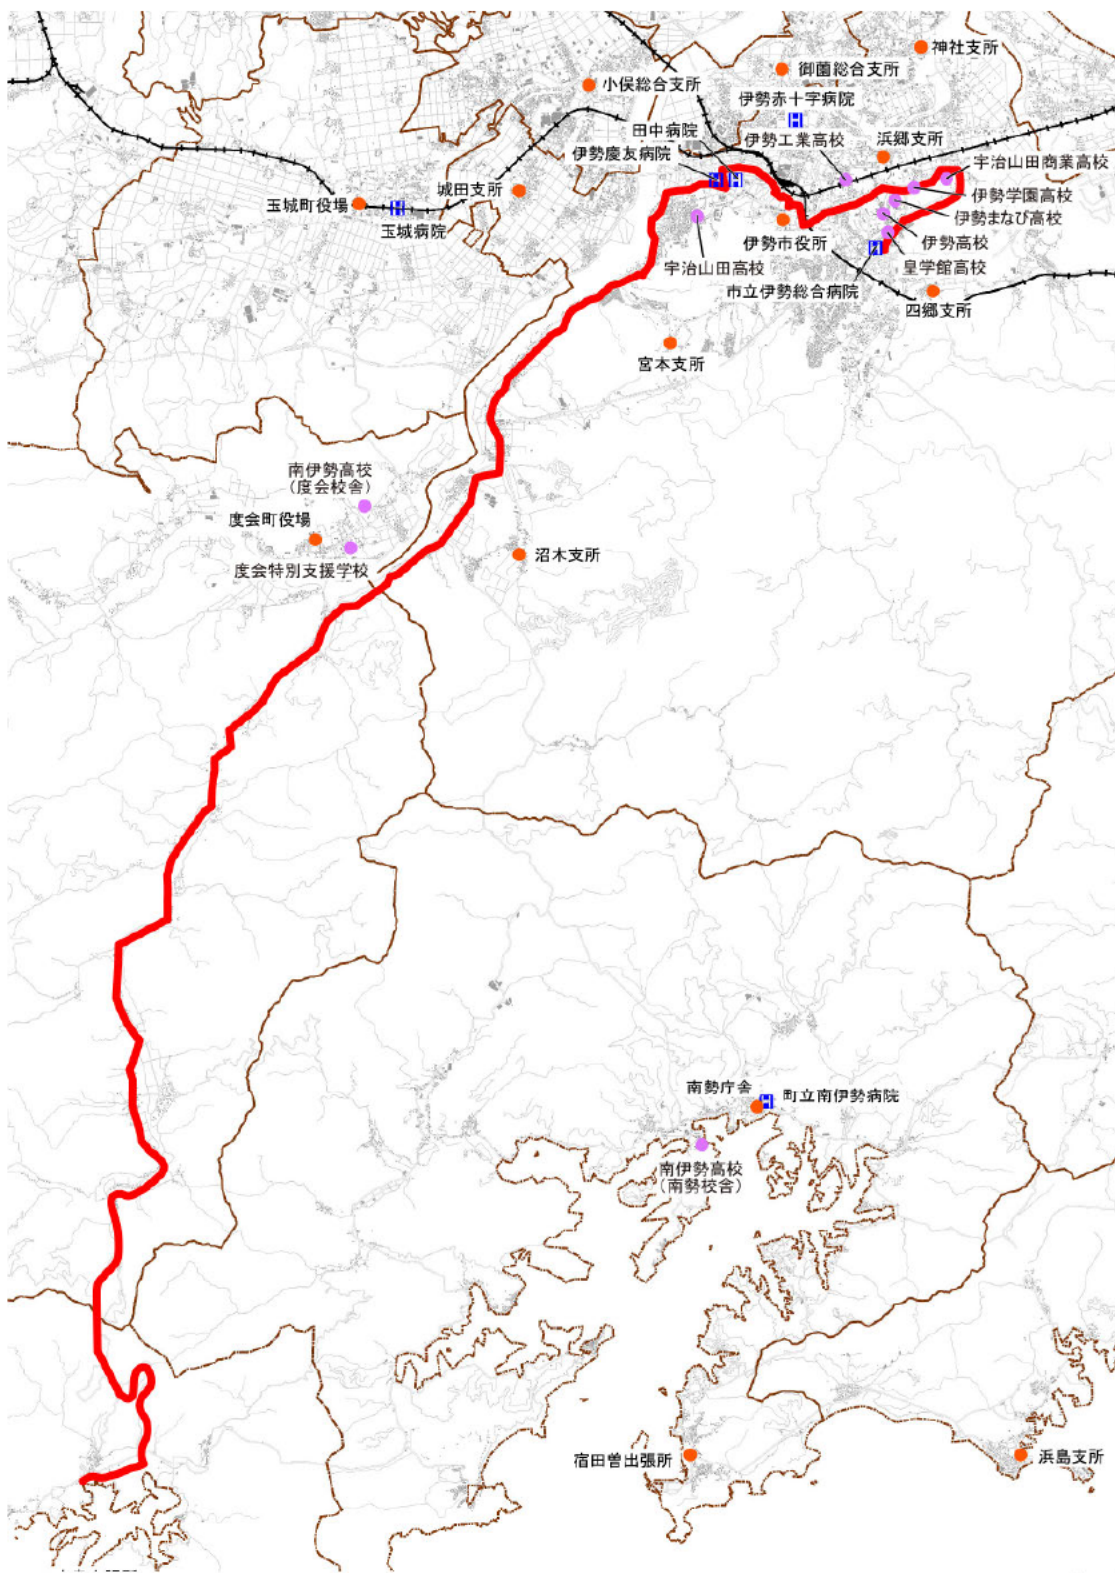 神社支所
御薗総合支所
小俣総合支所
伊勢赤十字病院
田中病院
伊勢工業高校
浜郷支所
伊勢慶友病院
宇治山田商業高校
城田支所
伊勢学園高校
玉城町役場
伊勢まなび高校
玉城病院
伊勢市役所
伊勢高校
宇治山田高校
皇学館高校
市立伊勢総合病院
四郷支所
宮本支所
南伊勢高校
(度会校舎)
度会町役場
沼木支所
度会特別支援学校
南勢庁舎
町立南伊勢病院
南伊勢高校
(南勢校舎)
宿田曽出張所
浜島支所